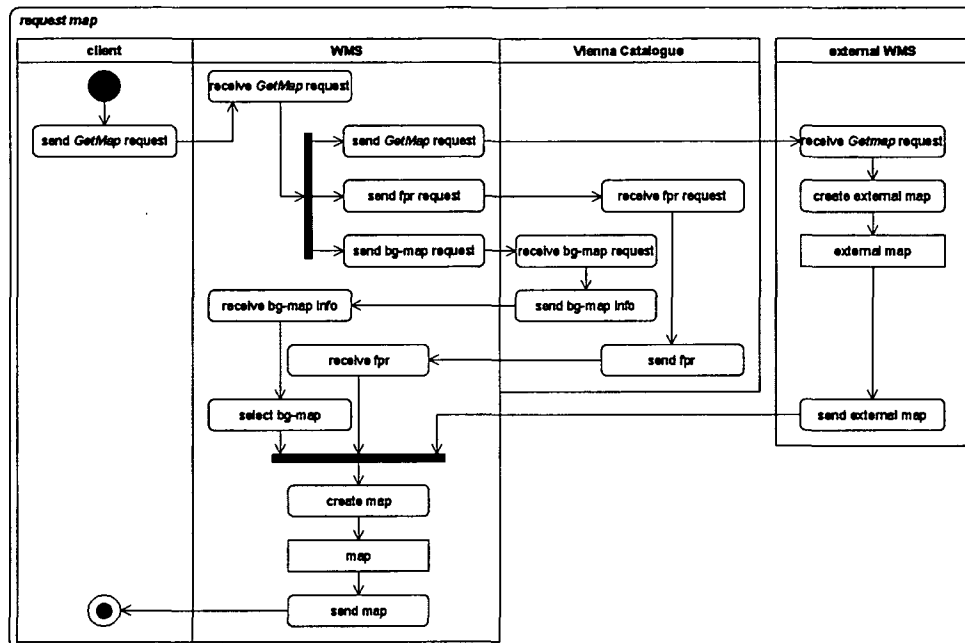 request map
client WMS Vienna Catalogue external WMS
receive GetMap request
send GetMap request send GetMap request receive Getmap request
send fpr request receive fpr request create external map
send bg-map request receive bg-map request external map
receive bg-map info send bg-map info
receive fpr send fpr
select bg-map send external map
create map
map
send map